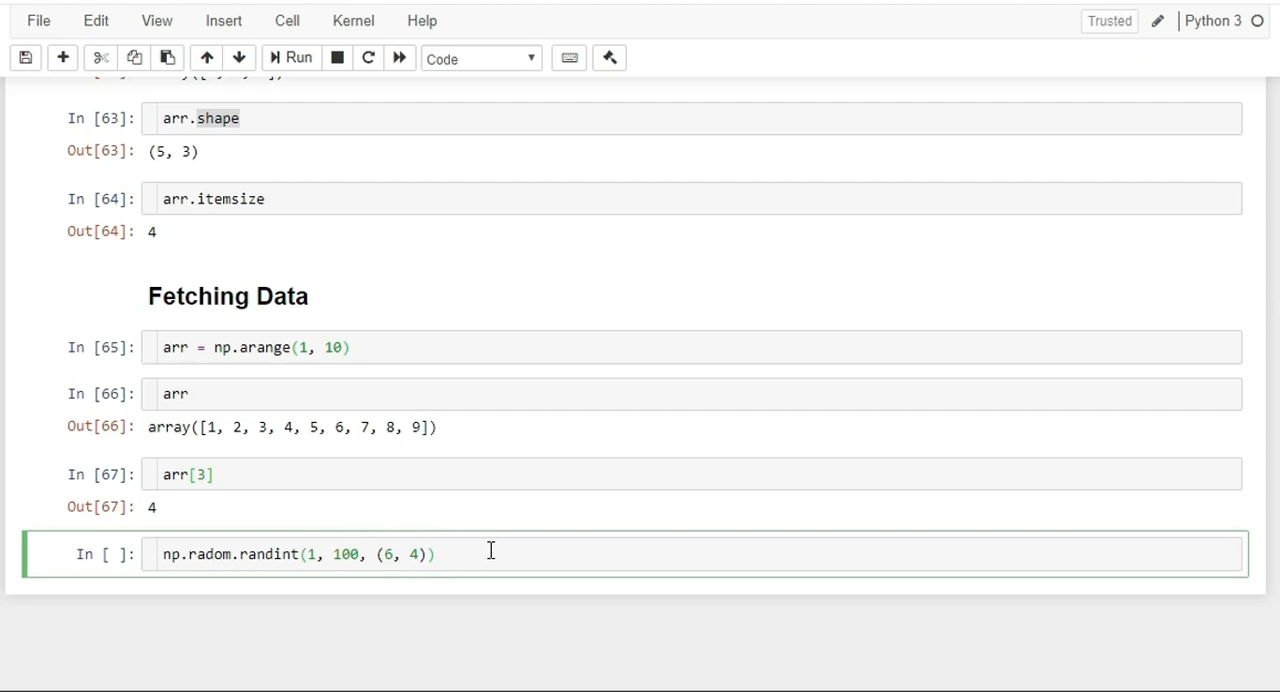 File Edit View Insert Cell Kernel Help Trusted Python 3
Run Code
In [63]: arr.shape
Out[63]: (5, 3)
In [64]: arr.itemsize
Out[64]: 4
Fetching Data
In [65]: arr = np.arange(1, 10)
In [66]: arr
Out[66]: array([1, 2, 3, 4, 5, 6, 7, 8, 9])
In [67]: arr[3]
Out[67]: 4
In [ ]: np.radom.randint(1, 100, (6, 4))